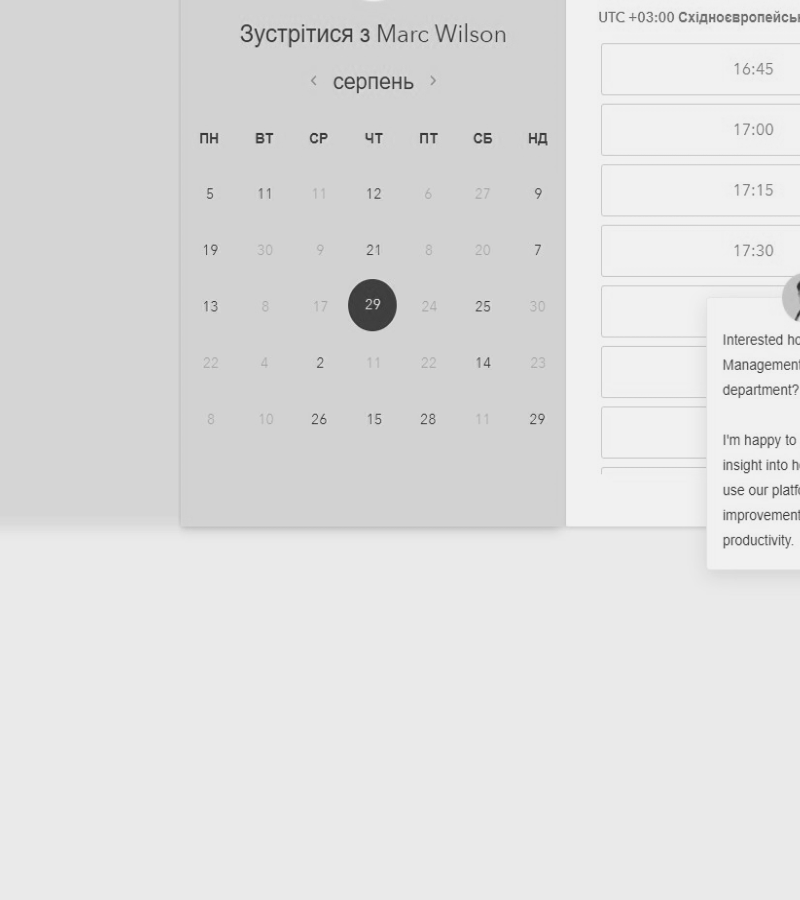 Зустрітися з Marc Wilson
серпень
ПН ВТ СР ЧТ ПТ СБ НД
5 11 11 12 6 27 9
19 30 9 21 8 20 7
13 8 17 29 24 25 30
22 4 2 11 22 14 23
8 10 26 15 28 11 29
UTC +03:00
16:45
17:00
17:15
17:30
Interested
Management
department?
I'm happy to
insight into
use our
improvement
productivity.